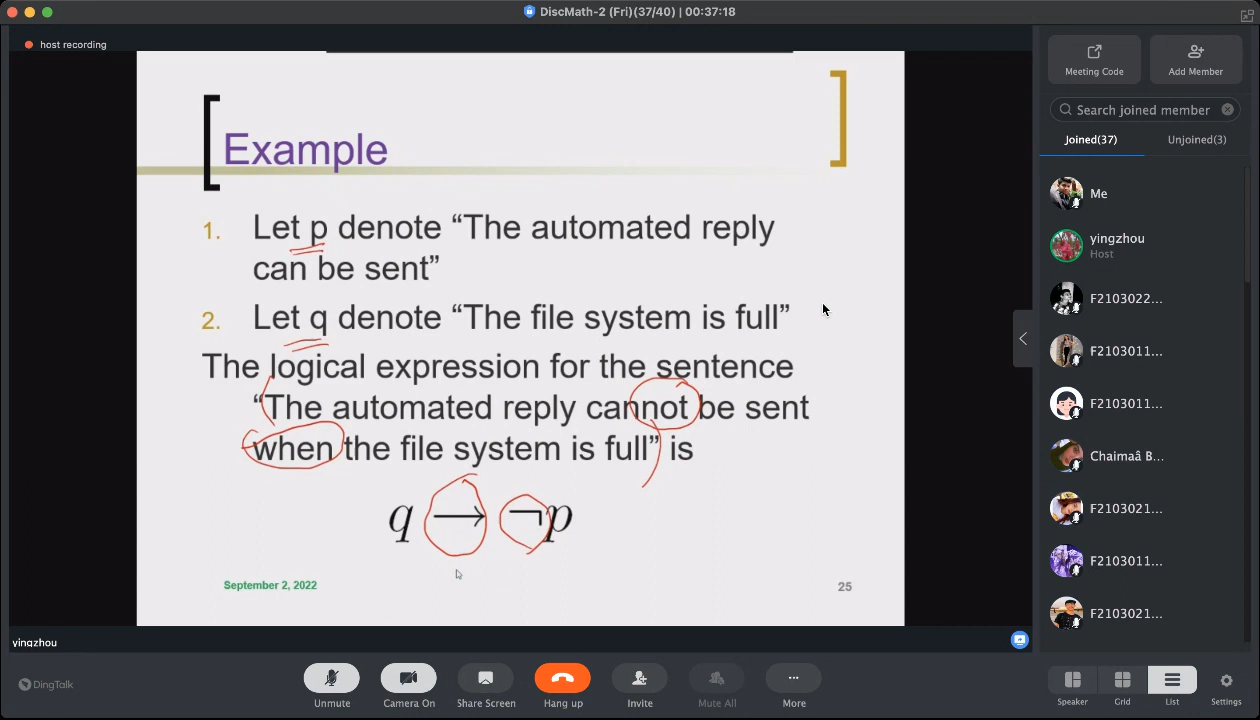 DiscMath-2 (Fri)(37/40) | 00:37:18
host recording
Example
1. Let p denote “The automated reply
can be sent”
2. Let q denote “The file system is full”
The logical expression for the sentence
“The automated reply cannot be sent
when the file system is full” is
q → ¬p
September 2, 2022
25
yingzhou
DingTalk
Unmute
Camera On
Share Screen
Hang up
Invite
Mute All
More
Meeting Code
Add Member
Search joined member
Joined(37)
Unjoined(3)
Me
yingzhou
Host
F2103022...
F2103011...
F2103011...
Chaimaâ B...
F2103021...
F2103011...
F2103021...
Speaker
Grid
List
Settings